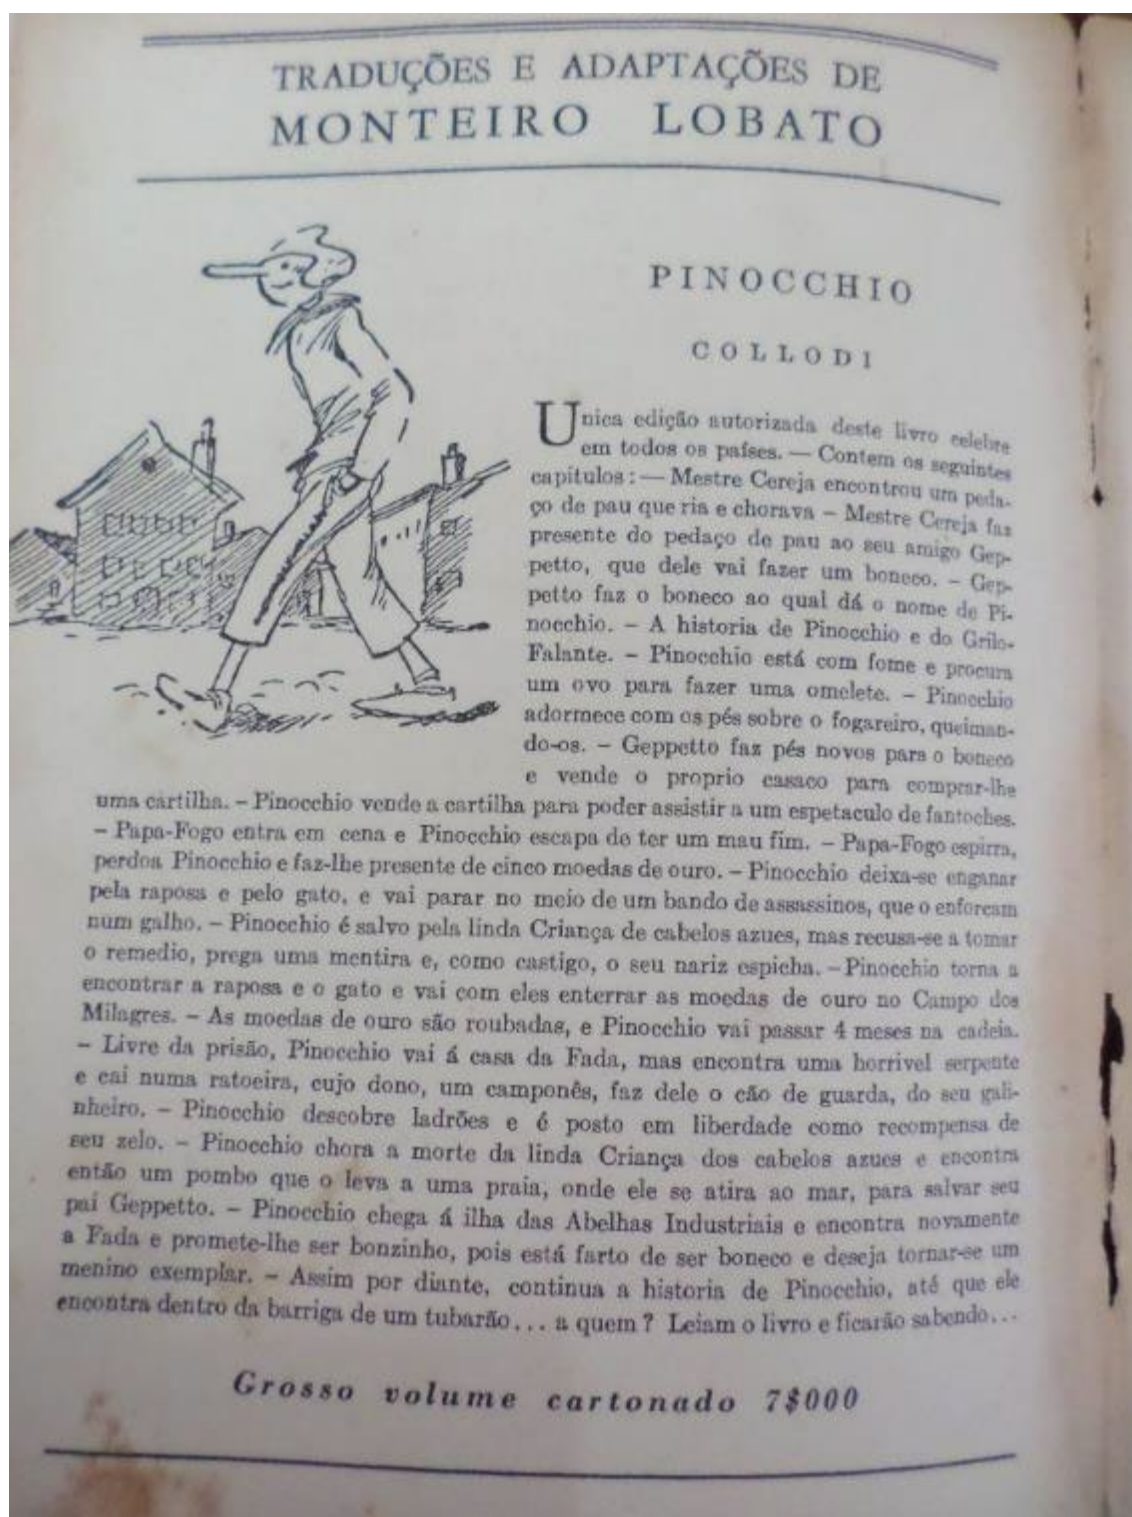 TRADUÇÕES E ADAPTAÇÕES DE
MONTEIRO LOBATO
PINOCCHIO
COLLODI
Unica edição autorizada deste livro celebre
em todos os países. — Contem os seguintes
capitulos : — Mestre Cereja encontrou um peda-
ço de pau que ria e chorava – Mestre Cereja faz
presente do pedaço de pau ao seu amigo Gep-
petto, que dele vai fazer um boneco. – Gep-
petto faz o boneco ao qual dá o nome de Pi-
nocchio. – A historia de Pinocchio e do Grilo-
Falante. – Pinocchio está com fome e procura
um ovo para fazer uma omelete. – Pinocchio
adormece com os pés sobre o fogareiro, queiman-
do-os. – Geppetto faz pés novos para o boneco
e vende o proprio casaco para comprar-lhe
uma cartilha. – Pinocchio vende a cartilha para poder assistir a um espetaculo de fantoches.
– Papa-Fogo entra em cena e Pinocchio escapa de ter um mau fim. – Papa-Fogo espirra,
perdoa Pinocchio e faz-lhe presente de cinco moedas de ouro. – Pinocchio deixa-se enganar
pela raposa e pelo gato, e vai parar no meio de um bando de assassinos, que o enforcam
num galho. – Pinocchio é salvo pela linda Criança de cabelos azues, mas recusa-se a tomar
o remedio, prega uma mentira e, como castigo, o seu nariz espicha. – Pinocchio torna a
encontrar a raposa e o gato e vai com eles enterrar as moedas de ouro no Campo dos
Milagres. – As moedas de ouro são roubadas, e Pinocchio vai passar 4 meses na cadeia.
– Livre da prisão, Pinocchio vai á casa da Fada, mas encontra uma horrivel serpente
e cai numa ratoeira, cujo dono, um camponês, faz dele o cão de guarda, do seu gali-
nheiro. – Pinocchio descobre ladrões e é posto em liberdade como recompensa de
seu zelo. – Pinocchio chora a morte da linda Criança dos cabelos azues e encontra
então um pombo que o leva a uma praia, onde ele se atira ao mar, para salvar seu
pai Geppetto. – Pinocchio chega á ilha das Abelhas Industriais e encontra novamente
a Fada e promete-lhe ser bonzinho, pois está farto de ser boneco e deseja tornar-se um
menino exemplar. – Assim por diante, continua a historia de Pinocchio, até que ele
encontra dentro da barriga de um tubarão... a quem ? Leiam o livro e ficarão sabendo...
Grosso volume cartonado 7$000